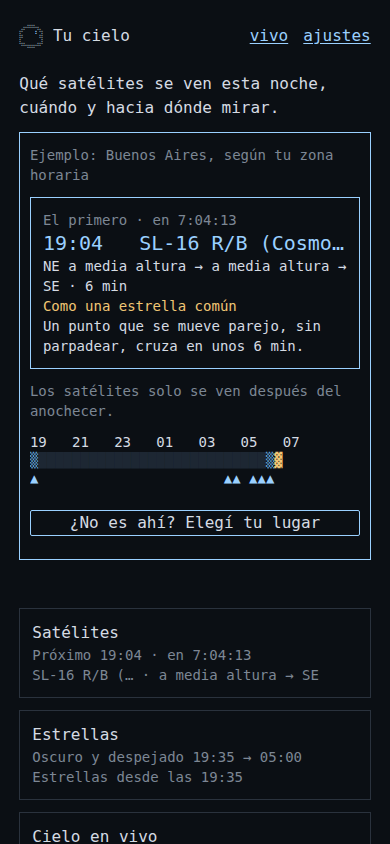 Tu cielo vivo ajustes
Qué satélites se ven esta noche,
cuándo y hacia dónde mirar.
Ejemplo: Buenos Aires, según tu zona
horaria
El primero · en 7:04:13
19:04 SL-16 R/B (Cosmo…
NE a media altura → a media altura →
SE · 6 min
Como una estrella común
Un punto que se mueve parejo, sin
parpadear, cruza en unos 6 min.
Los satélites solo se ven después del
anochecer.
19 21 23 01 03 05 07
▲ ▲▲ ▲▲▲
¿No es ahí? Elegí tu lugar
Satélites
Próximo 19:04 · en 7:04:13
SL-16 R/B (… · a media altura → SE
Estrellas
Oscuro y despejado 19:35 → 05:00
Estrellas desde las 19:35
Cielo en vivo